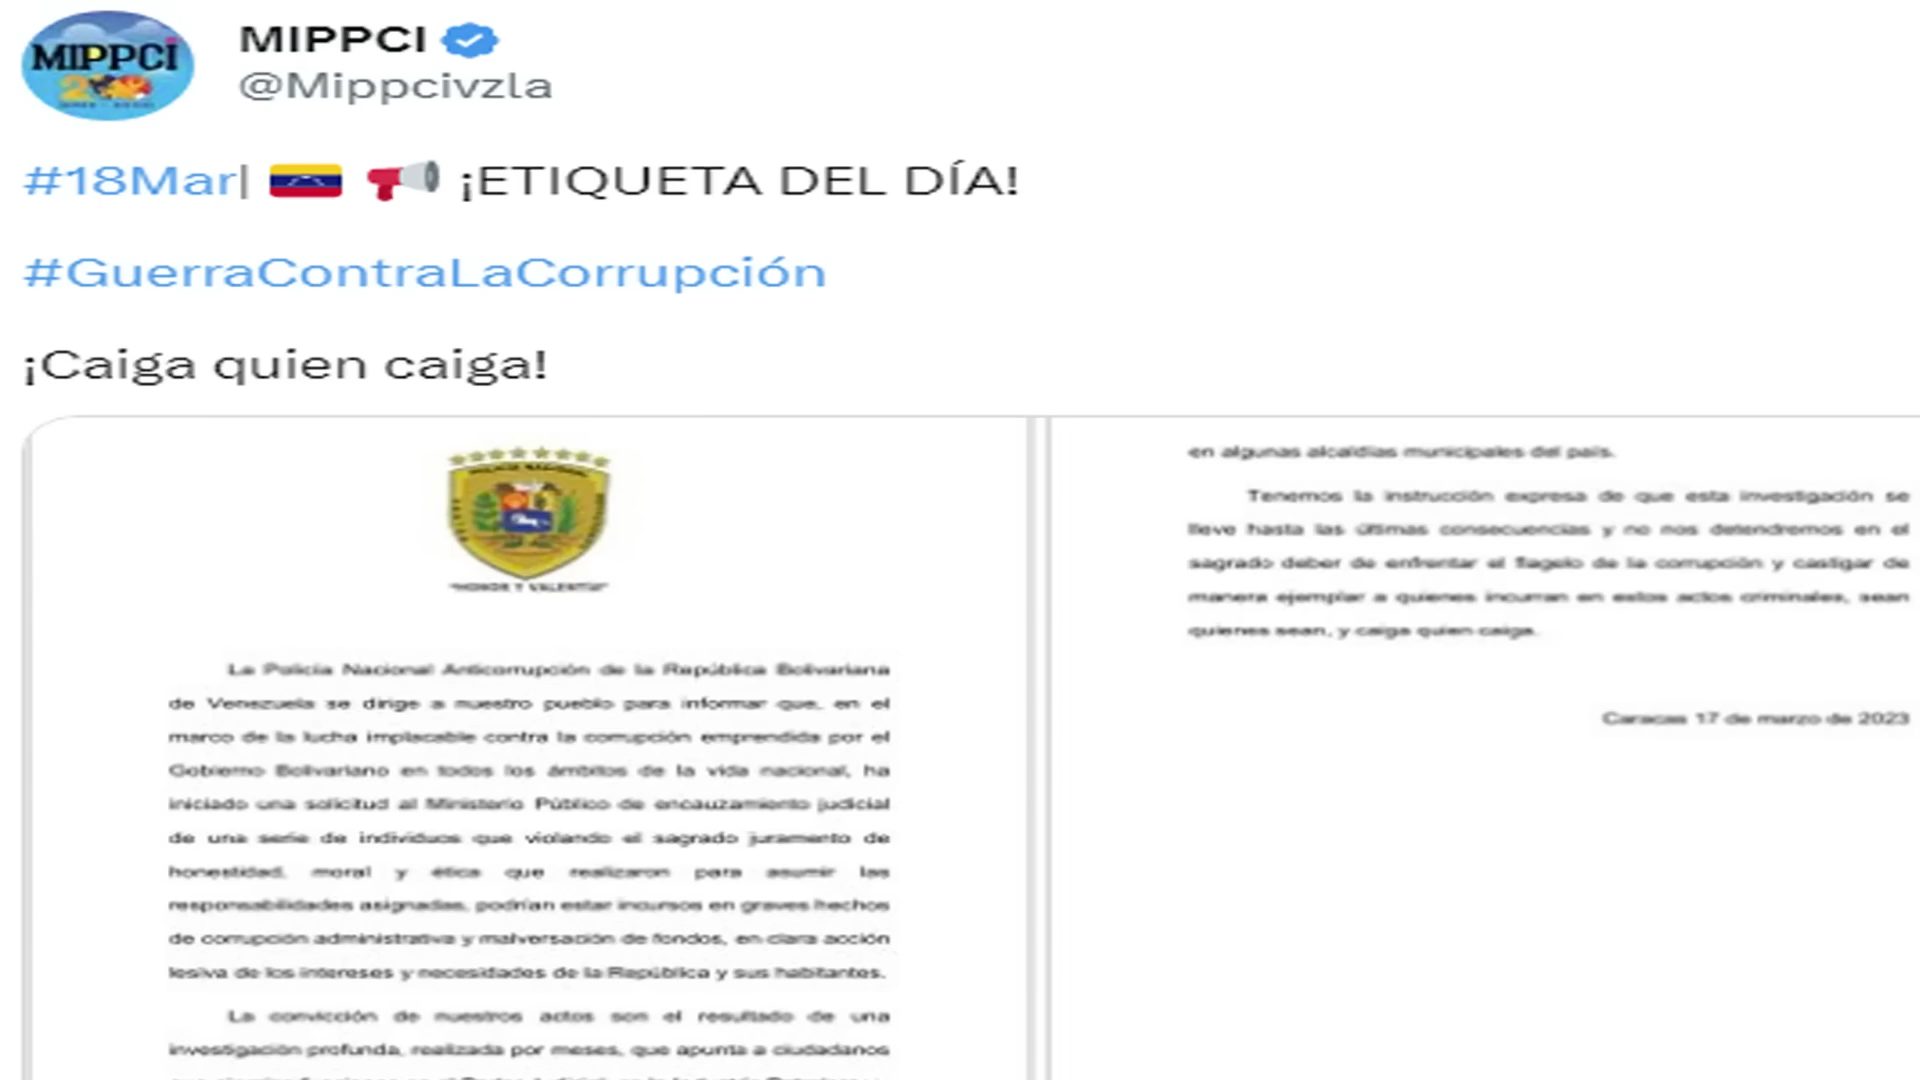 MIPPCI
MIPPCI
@Mippcivzla
#18Mar| ¡ETIQUETA DEL DÍA!
#GuerraContraLaCorrupción
¡Caiga quien caiga!
"HONOR Y VALENTÍA"
La Policía Nacional Anticorrupción de la República Bolivariana
de Venezuela se dirige a nuestro pueblo para informar que, en el
marco de la lucha implacable contra la corrupción emprendida por el
Gobierno Bolivariano en todos los ámbitos de la vida nacional, ha
iniciado una solicitud al Ministerio Público de encauzamiento judicial
de una serie de individuos que violando el sagrado juramento de
honestidad, moral y ética que realizaron para asumir las
responsabilidades asignadas, podrían estar incursos en graves hechos
de corrupción administrativa y malversación de fondos, en clara acción
lesiva de los intereses y necesidades de la República y sus habitantes.
La convicción de nuestros actos son el resultado de una
investigación profunda, realizada por meses, que apunta a ciudadanos
en algunas alcaldías municipales del país.
Tenemos la instrucción expresa de que esta investigación se
lleve hasta las últimas consecuencias y no nos detendremos en el
sagrado deber de enfrentar el flagelo de la corrupción y castigar de
manera ejemplar a quienes incurran en estos actos criminales, sean
quienes sean, y caiga quien caiga.
Caracas 17 de marzo de 2023